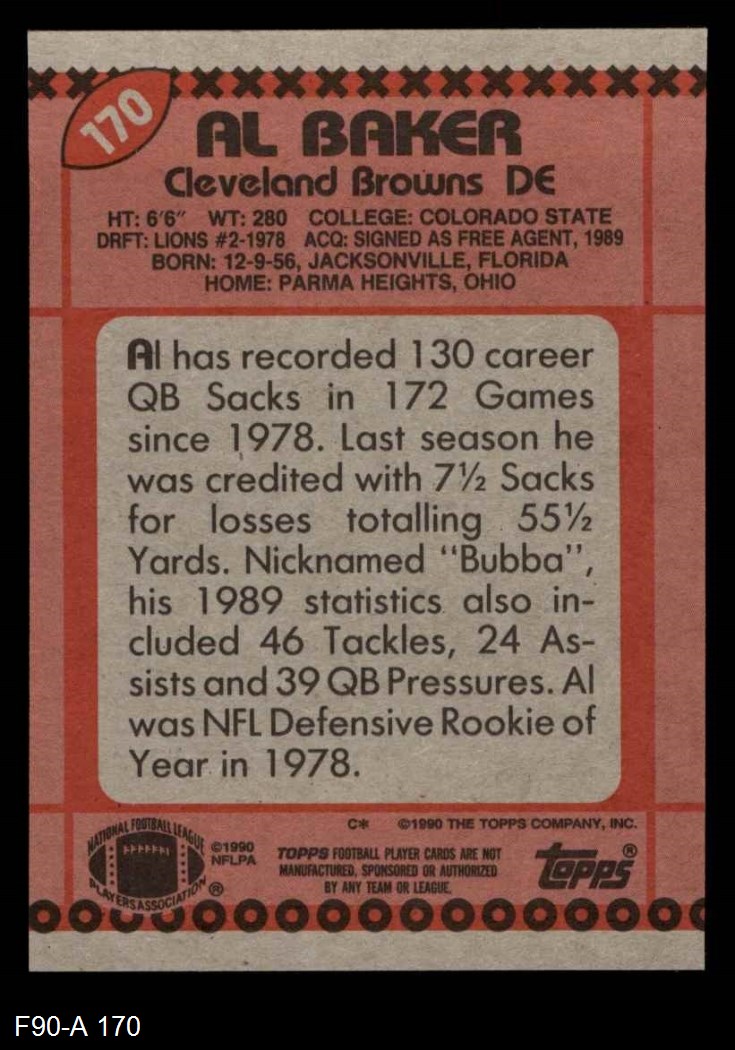 170
AL BAKER
Cleveland Browns DE
HT: 6'6" WT: 280 COLLEGE: COLORADO STATE
DRFT: LIONS #2-1978 ACQ: SIGNED AS FREE AGENT, 1989
BORN: 12-9-56, JACKSONVILLE, FLORIDA
HOME: PARMA HEIGHTS, OHIO
Al has recorded 130 career
QB Sacks in 172 Games
since 1978. Last season he
was credited with 7½ Sacks
for losses totalling 55½
Yards. Nicknamed "Bubba",
his 1989 statistics also in-
cluded 46 Tackles, 24 As-
sists and 39 QB Pressures. Al
was NFL Defensive Rookie of
Year in 1978.
C* ©1990 THE TOPPS COMPANY, INC.
NATIONAL FOOTBALL LEAGUE
PLAYERS ASSOCIATION ®
©1990
NFLPA
TOPPS FOOTBALL PLAYER CARDS ARE NOT
MANUFACTURED, SPONSORED OR AUTHORIZED
BY ANY TEAM OR LEAGUE.
topps ®
F90-A 170